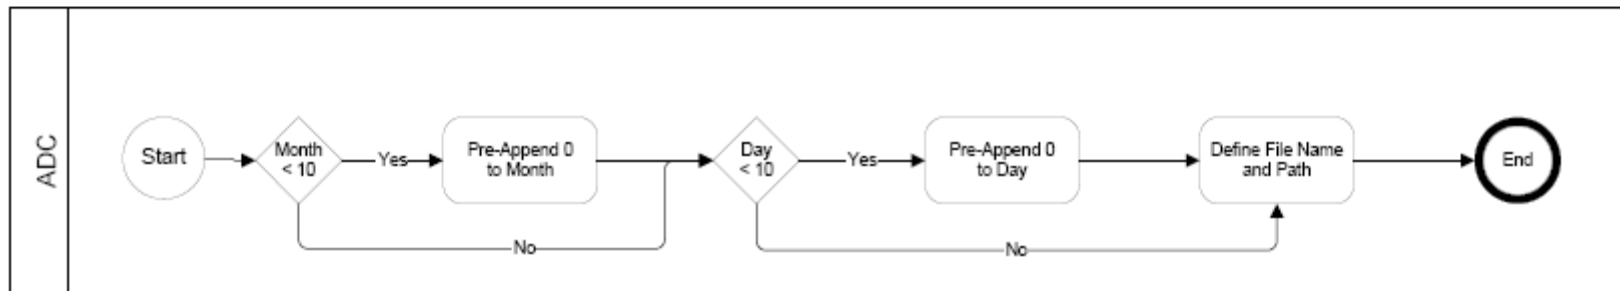 ADC
Start
Month
< 10
Yes
Pre-Append 0
to Month
No
Day
< 10
Yes
Pre-Append 0
to Day
No
Define File Name
and Path
End